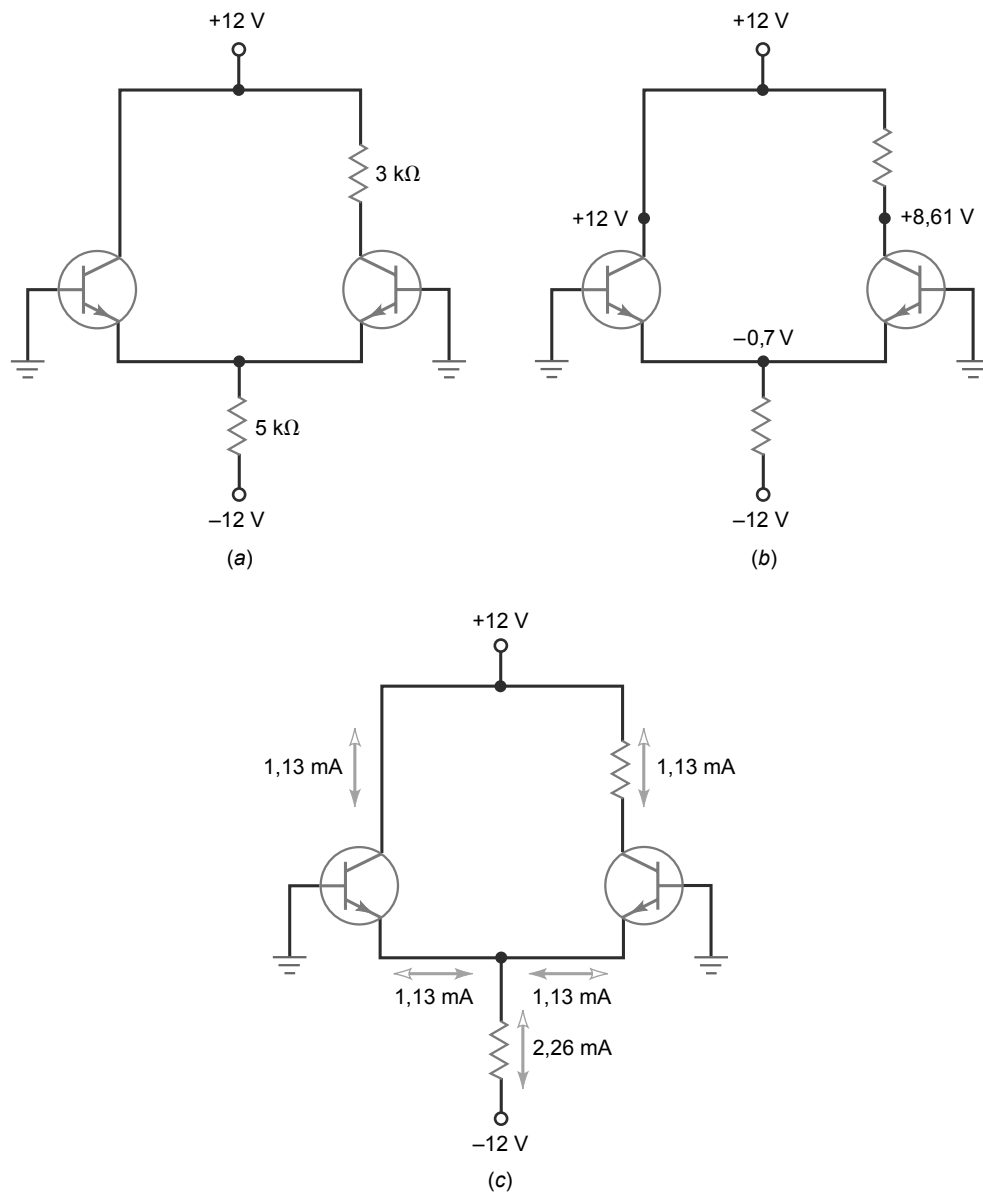 +12 V
+12 V
3 kΩ
+12 V
+8,61 V
–0,7 V
5 kΩ
–12 V
–12 V
(a)
(b)
+12 V
1,13 mA
1,13 mA
1,13 mA
1,13 mA
2,26 mA
–12 V
(c)